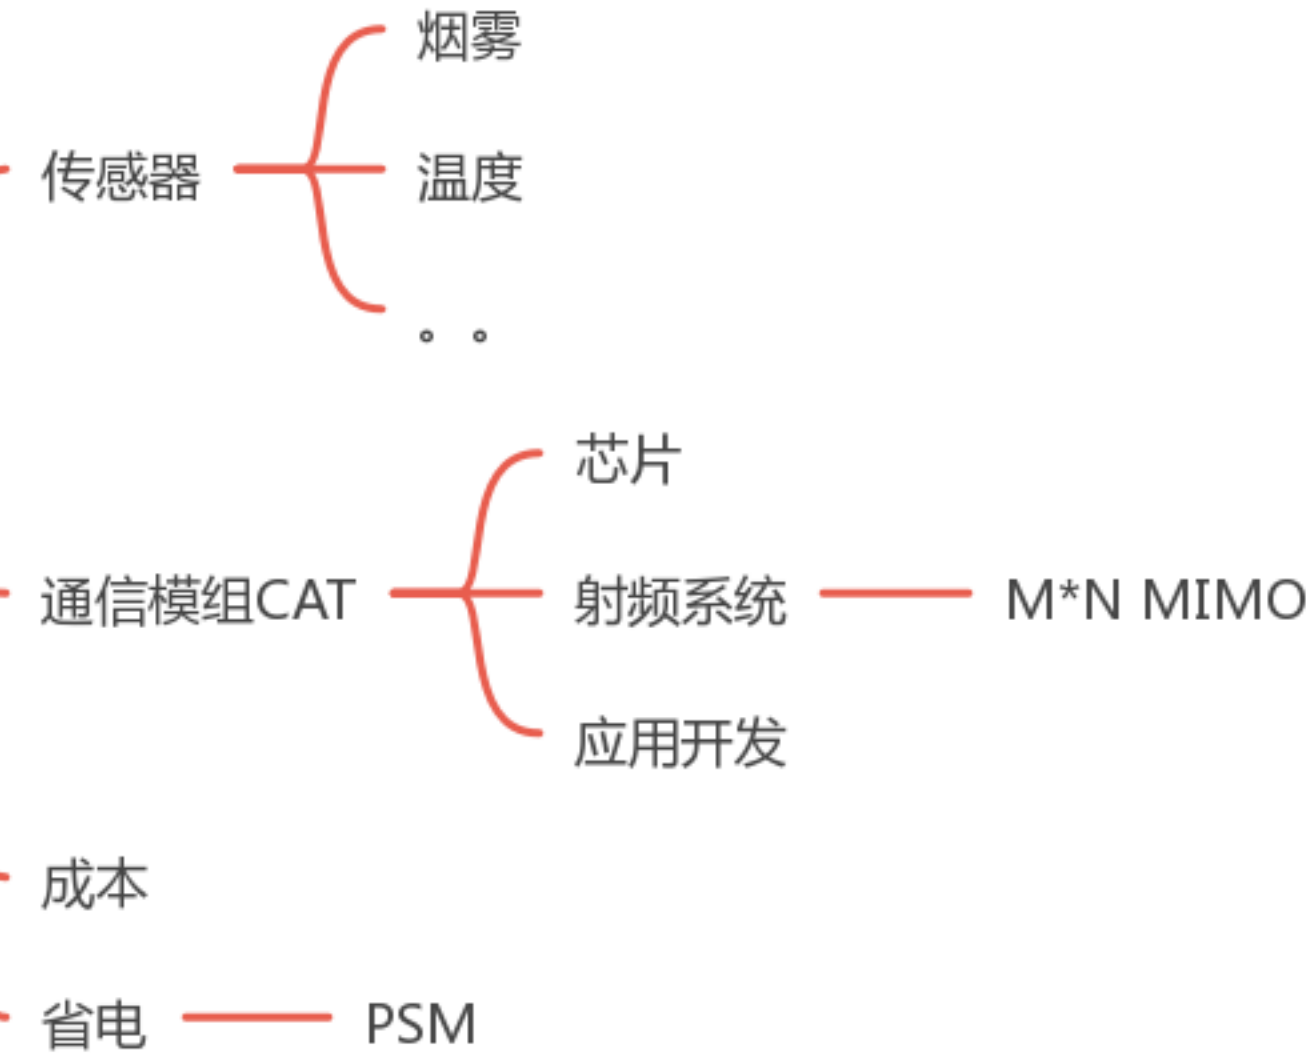 烟雾
传感器
温度
。。
芯片
通信模组CAT
射频系统
M*N MIMO
应用开发
成本
省电
PSM